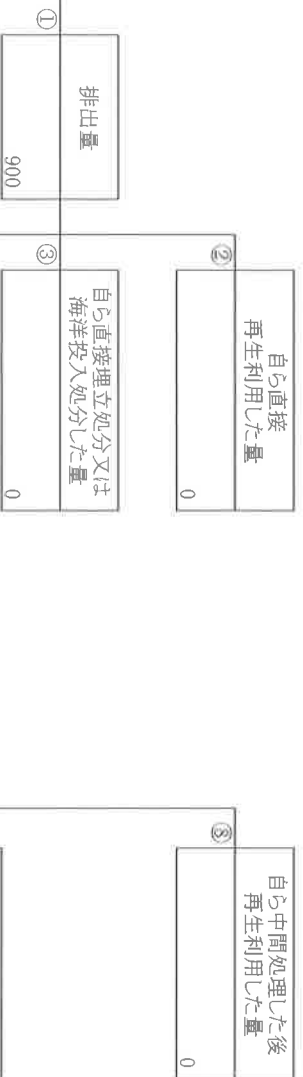 ①
排出量
900
②
自ら直接
再生利用した量
0
③
自ら直接埋立処分又は
海洋投入処分した量
0
⑧
自ら中間処理した後
再生利用した量
0